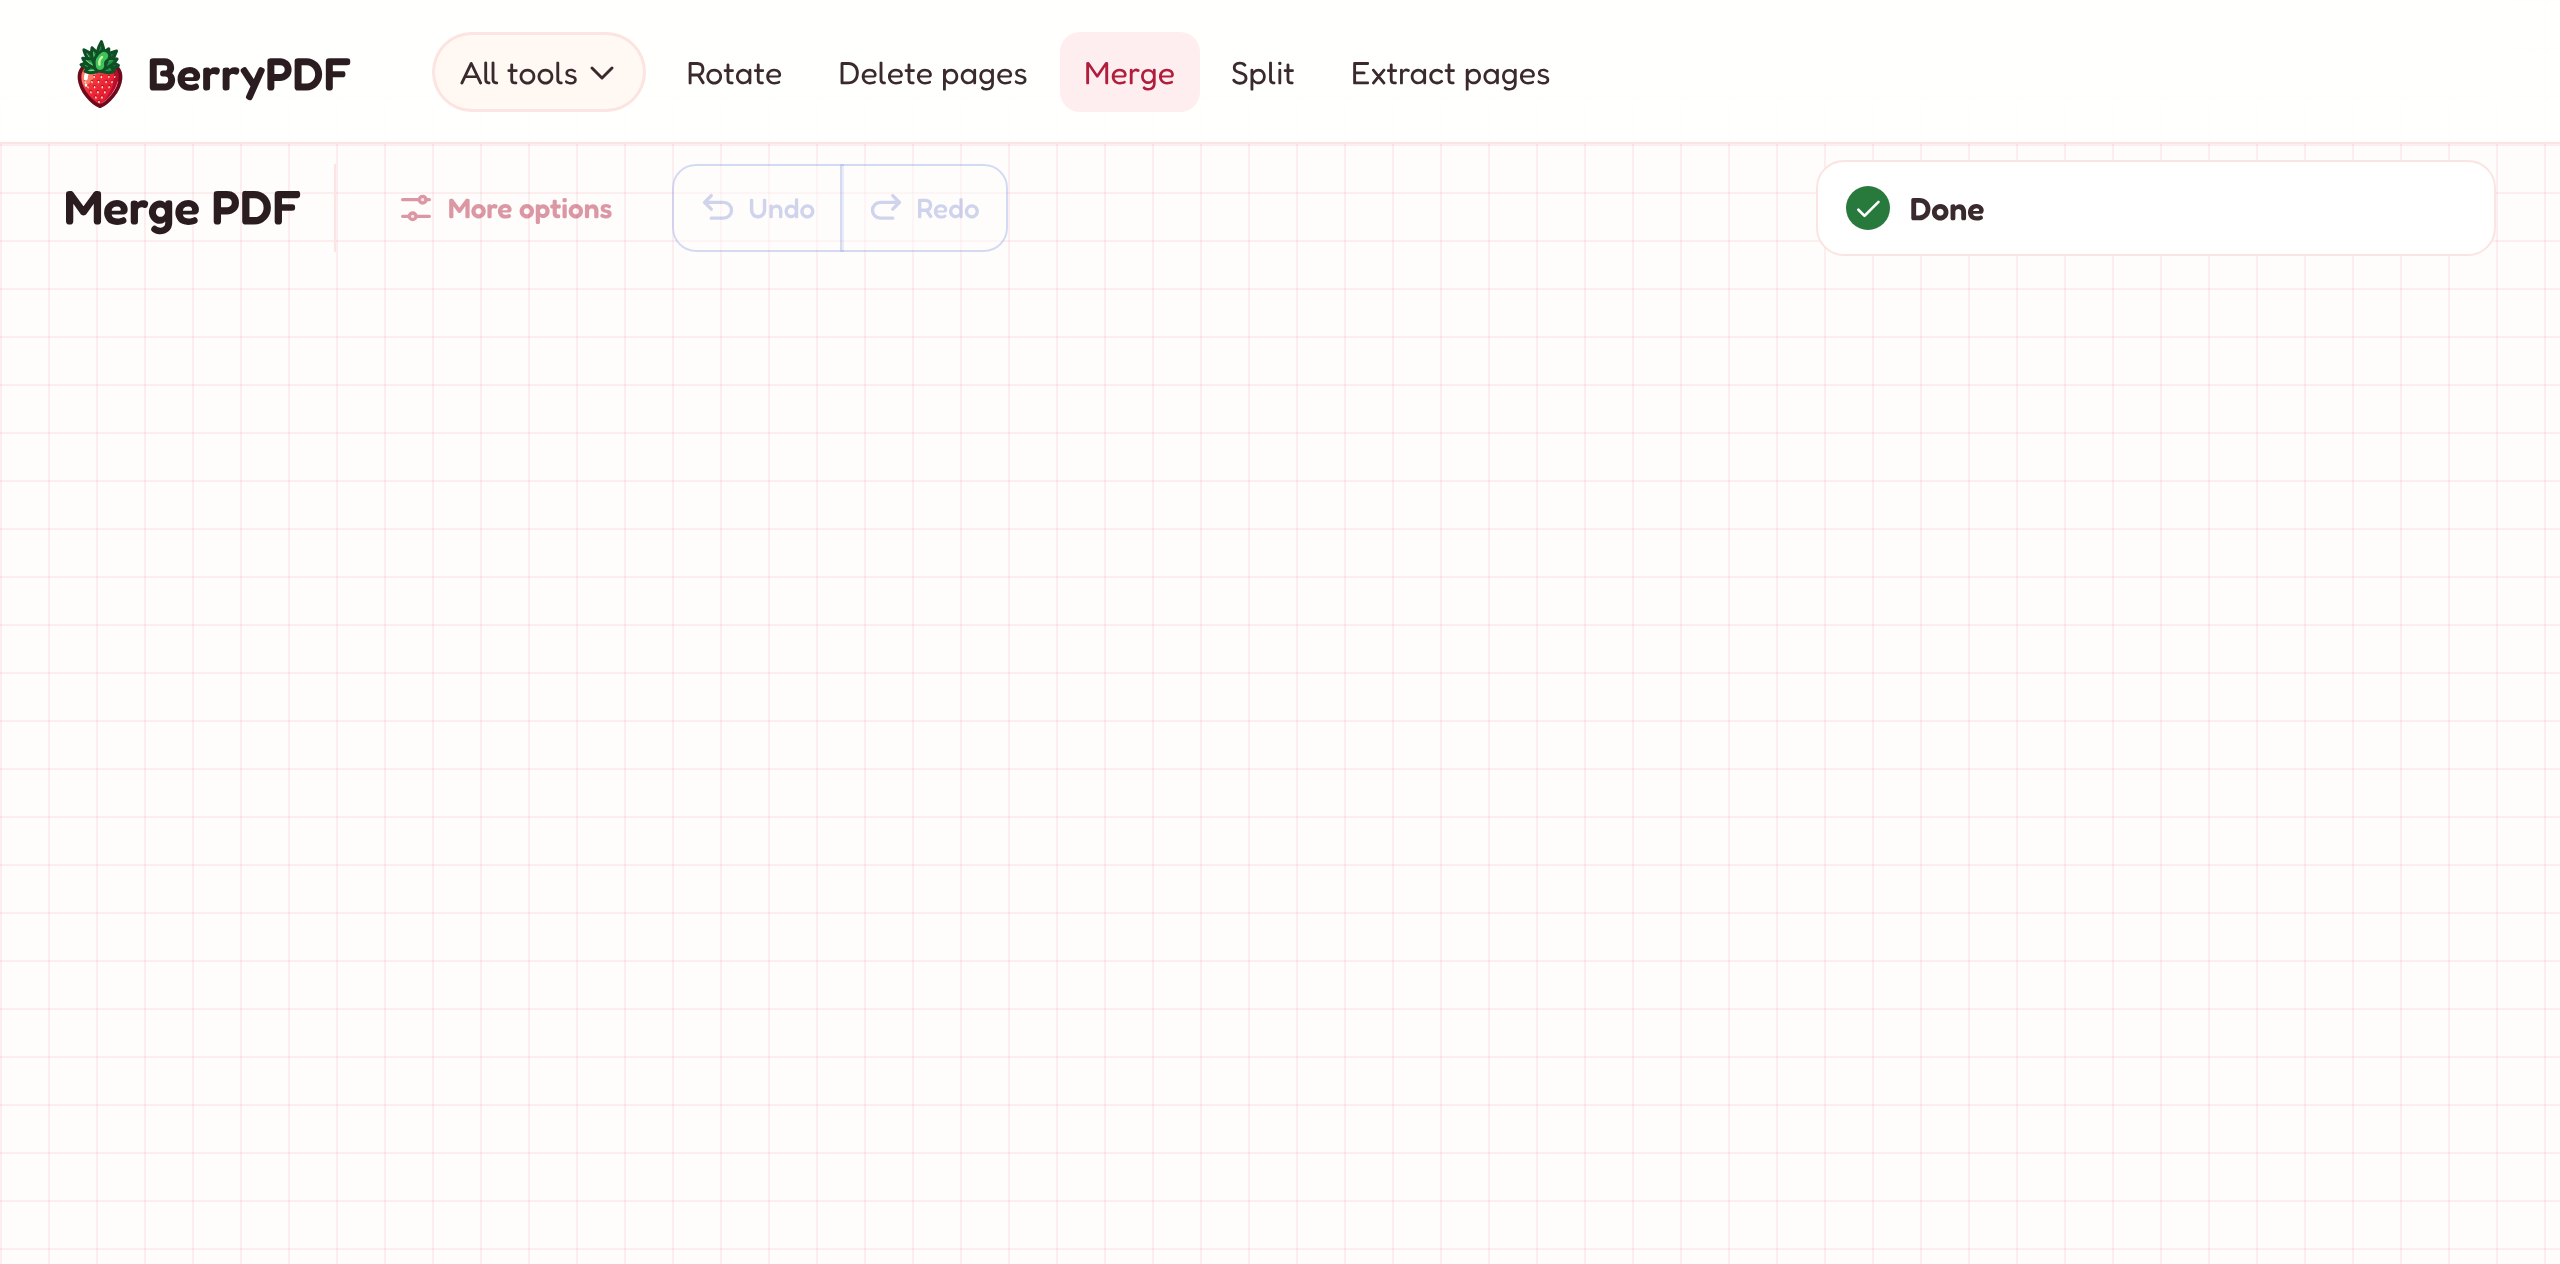 BerryPDF All tools Rotate Delete pages Merge Split Extract pages
Merge PDF More options Undo Redo Done